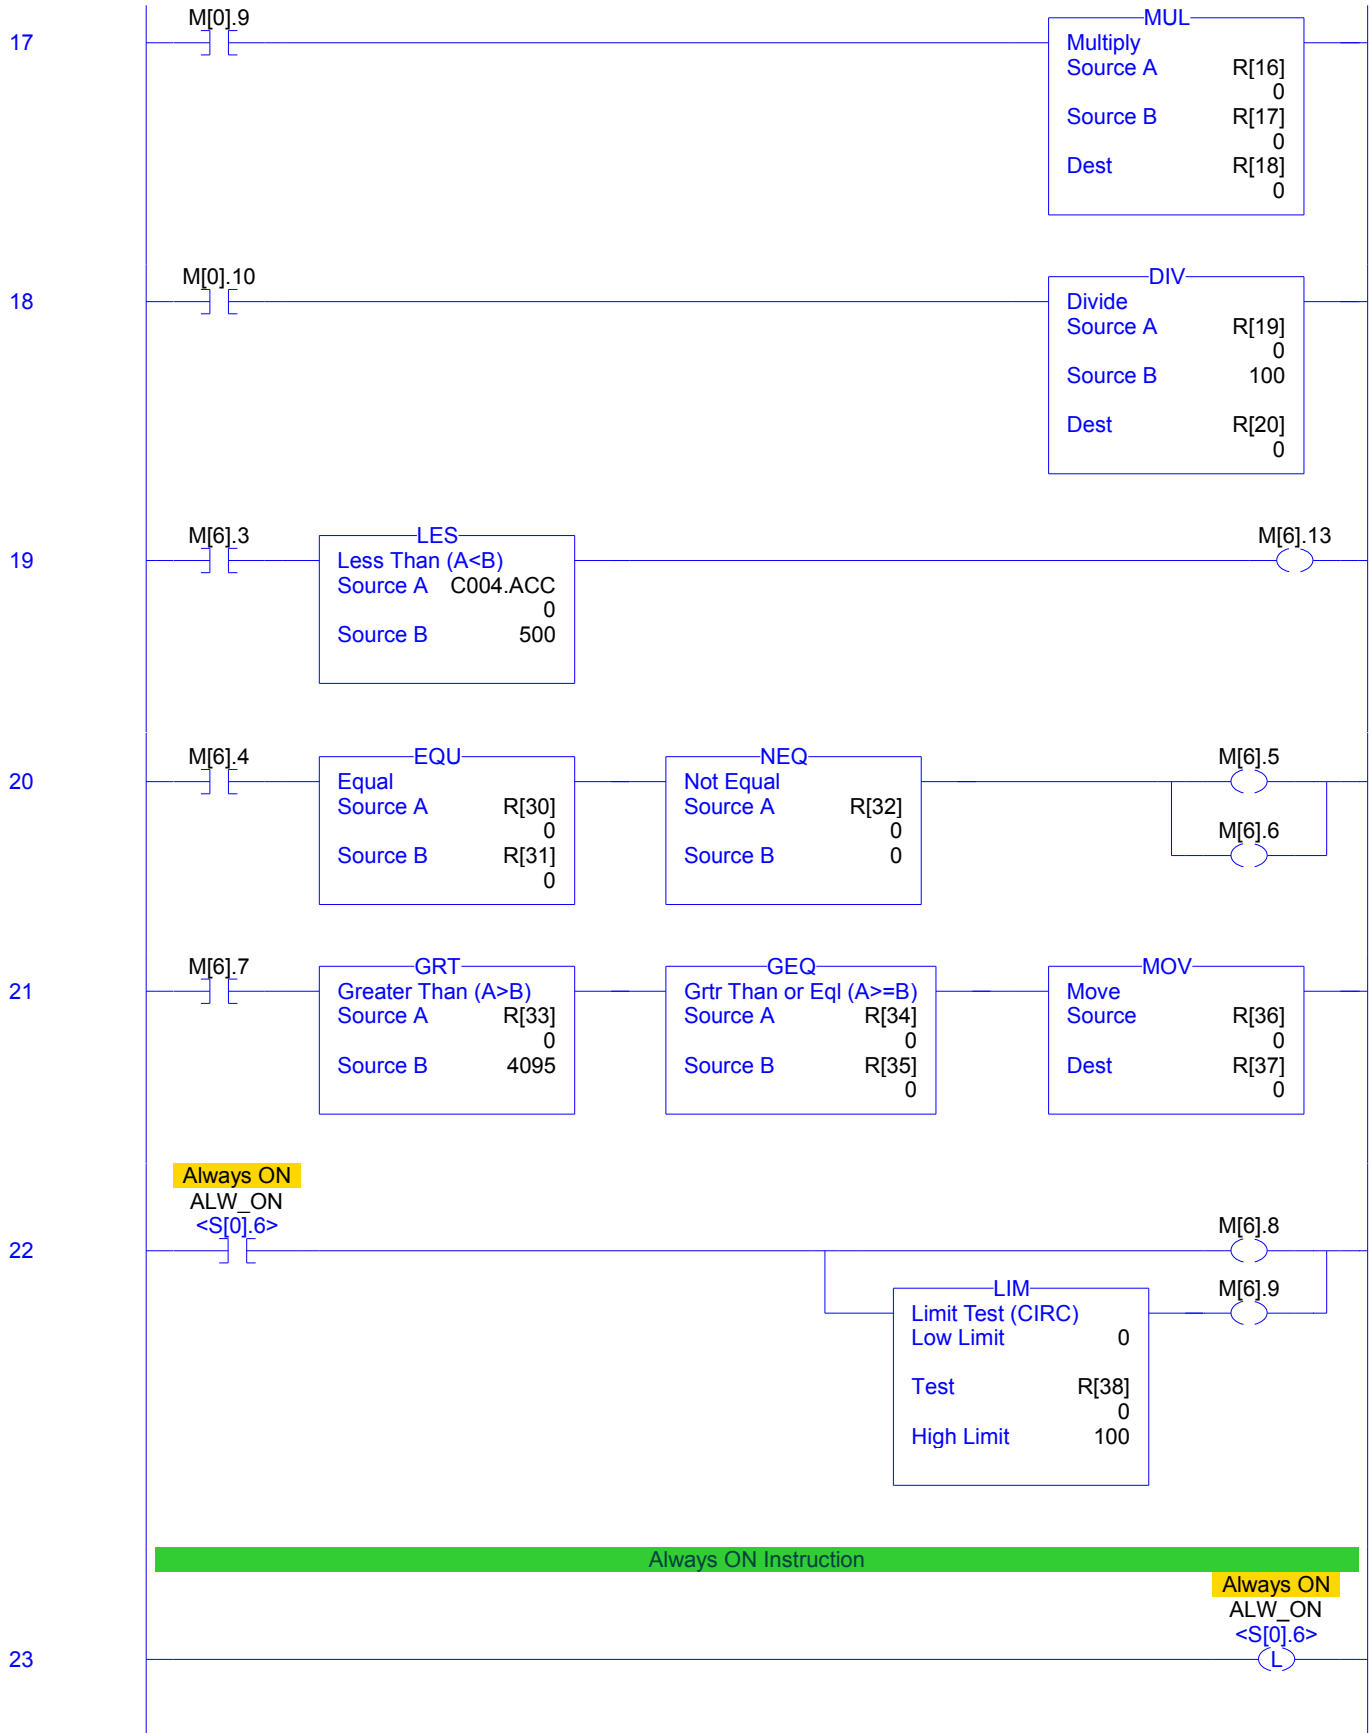 17
M[0].9
MUL
Multiply
Source A R[16]
0
Source B R[17]
0
Dest R[18]
0
18
M[0].10
DIV
Divide
Source A R[19]
0
Source B 100
Dest R[20]
0
19
M[6].3
LES
Less Than (A<B)
Source A C004.ACC
0
Source B 500
M[6].13
20
M[6].4
EQU
Equal
Source A R[30]
0
Source B R[31]
0
NEQ
Not Equal
Source A R[32]
0
Source B 0
M[6].5
M[6].6
21
M[6].7
GRT
Greater Than (A>B)
Source A R[33]
0
Source B 4095
GEQ
Grtr Than or Eql (A>=B)
Source A R[34]
0
Source B R[35]
0
MOV
Move
Source R[36]
0
Dest R[37]
0
22
Always ON
ALW_ON
<S[0].6>
M[6].8
LIM
Limit Test (CIRC)
Low Limit 0
Test R[38]
0
High Limit 100
M[6].9
Always ON Instruction
23
Always ON
ALW_ON
<S[0].6>
L